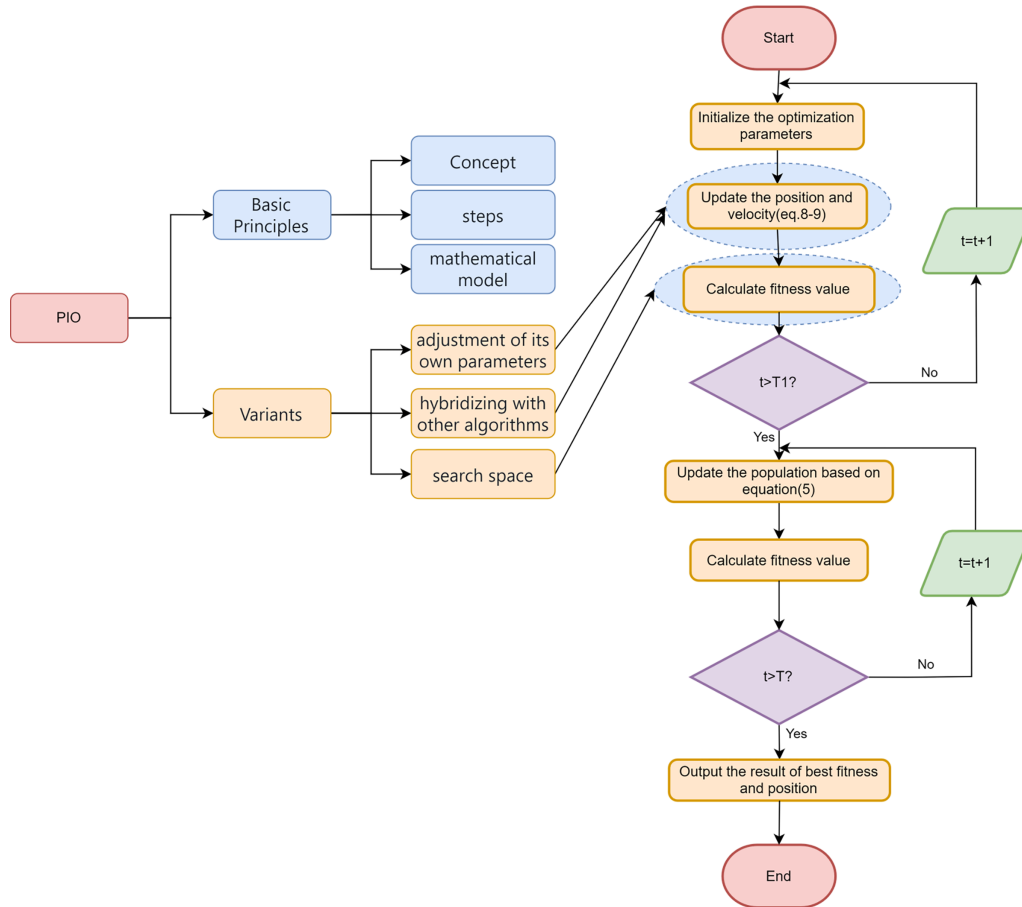 PIO
Basic
Principles
Concept
steps
mathematical
model
Variants
adjustment of its
own parameters
hybridizing with
other algorithms
search space
Start
Initialize the optimization
parameters
Update the position and
velocity(eq.8-9)
Calculate fitness value
t>T1?
No
t=t+1
Yes
Update the population based on
equation(5)
Calculate fitness value
t>T?
No
t=t+1
Yes
Output the result of best fitness
and position
End